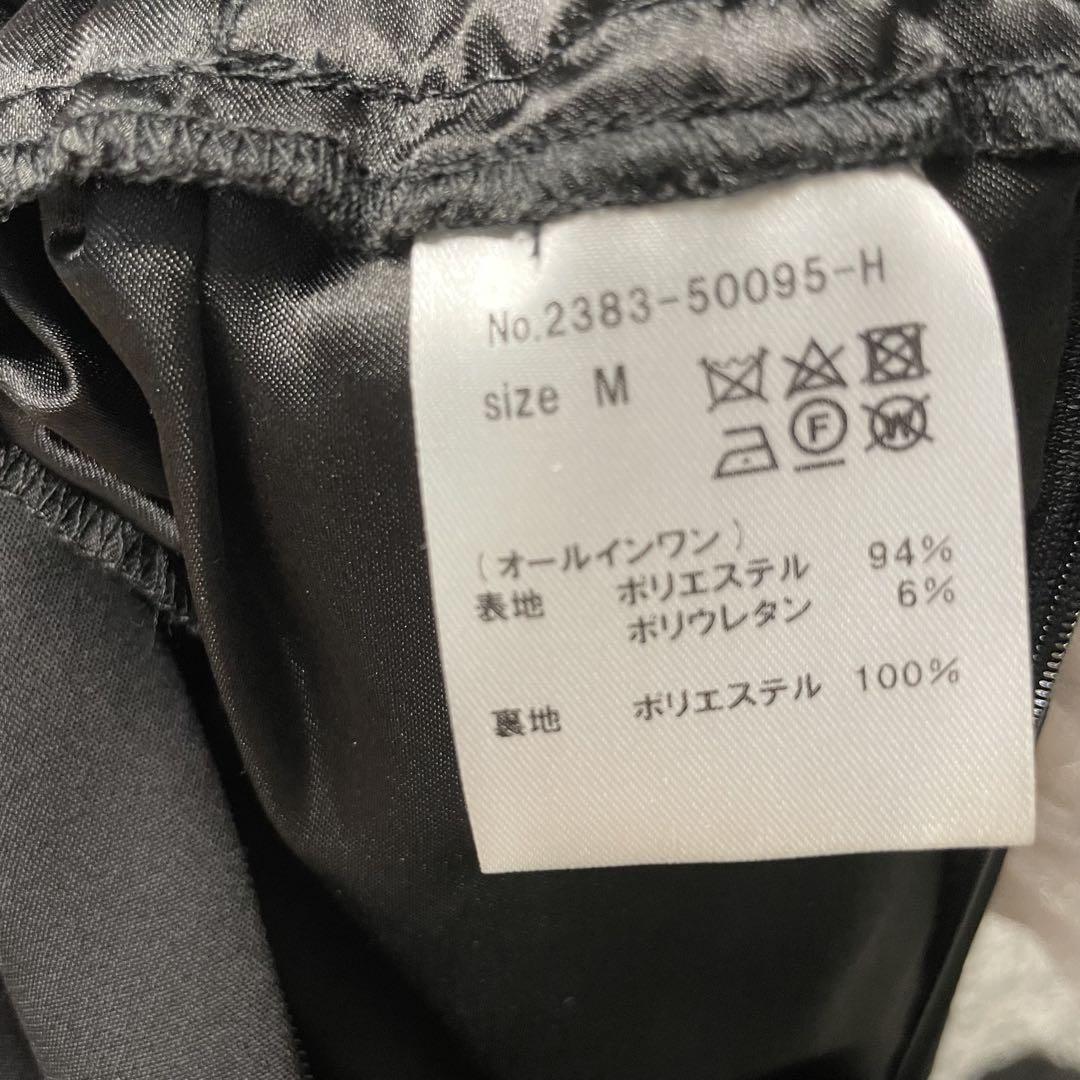 No.2383-50095-H
size M
F
W
(オールインワン)
表地 ポリエステル 94%
ポリウレタン 6%
裏地 ポリエステル 100%